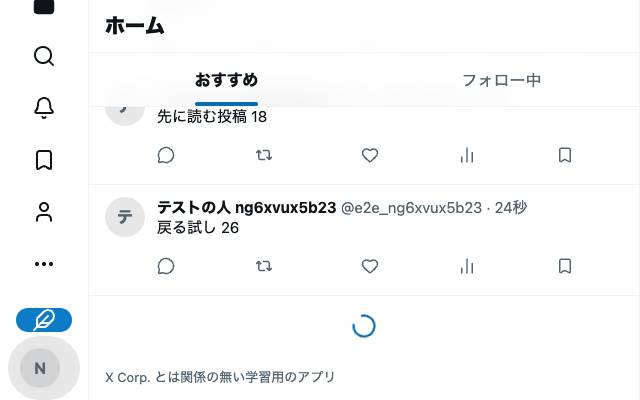 ホーム
おすすめ
フォロー中
先に読む投稿 18
テ
テストの人 ng6xvux5b23 @e2e_ng6xvux5b23 · 24秒
戻る試し 26
N
X Corp. とは関係の無い学習用のアプリ